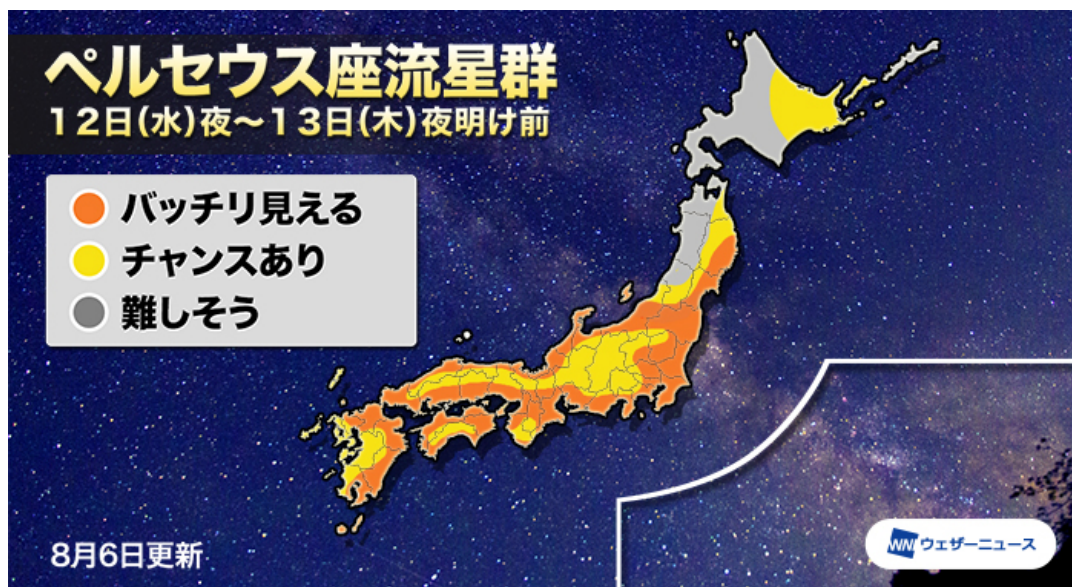 ペルセウス座流星群
12日(水)夜～13日(木)夜明け前
バッチリ見える
チャンスあり
難しそう
8月6日更新
WNI ウェザーニュース